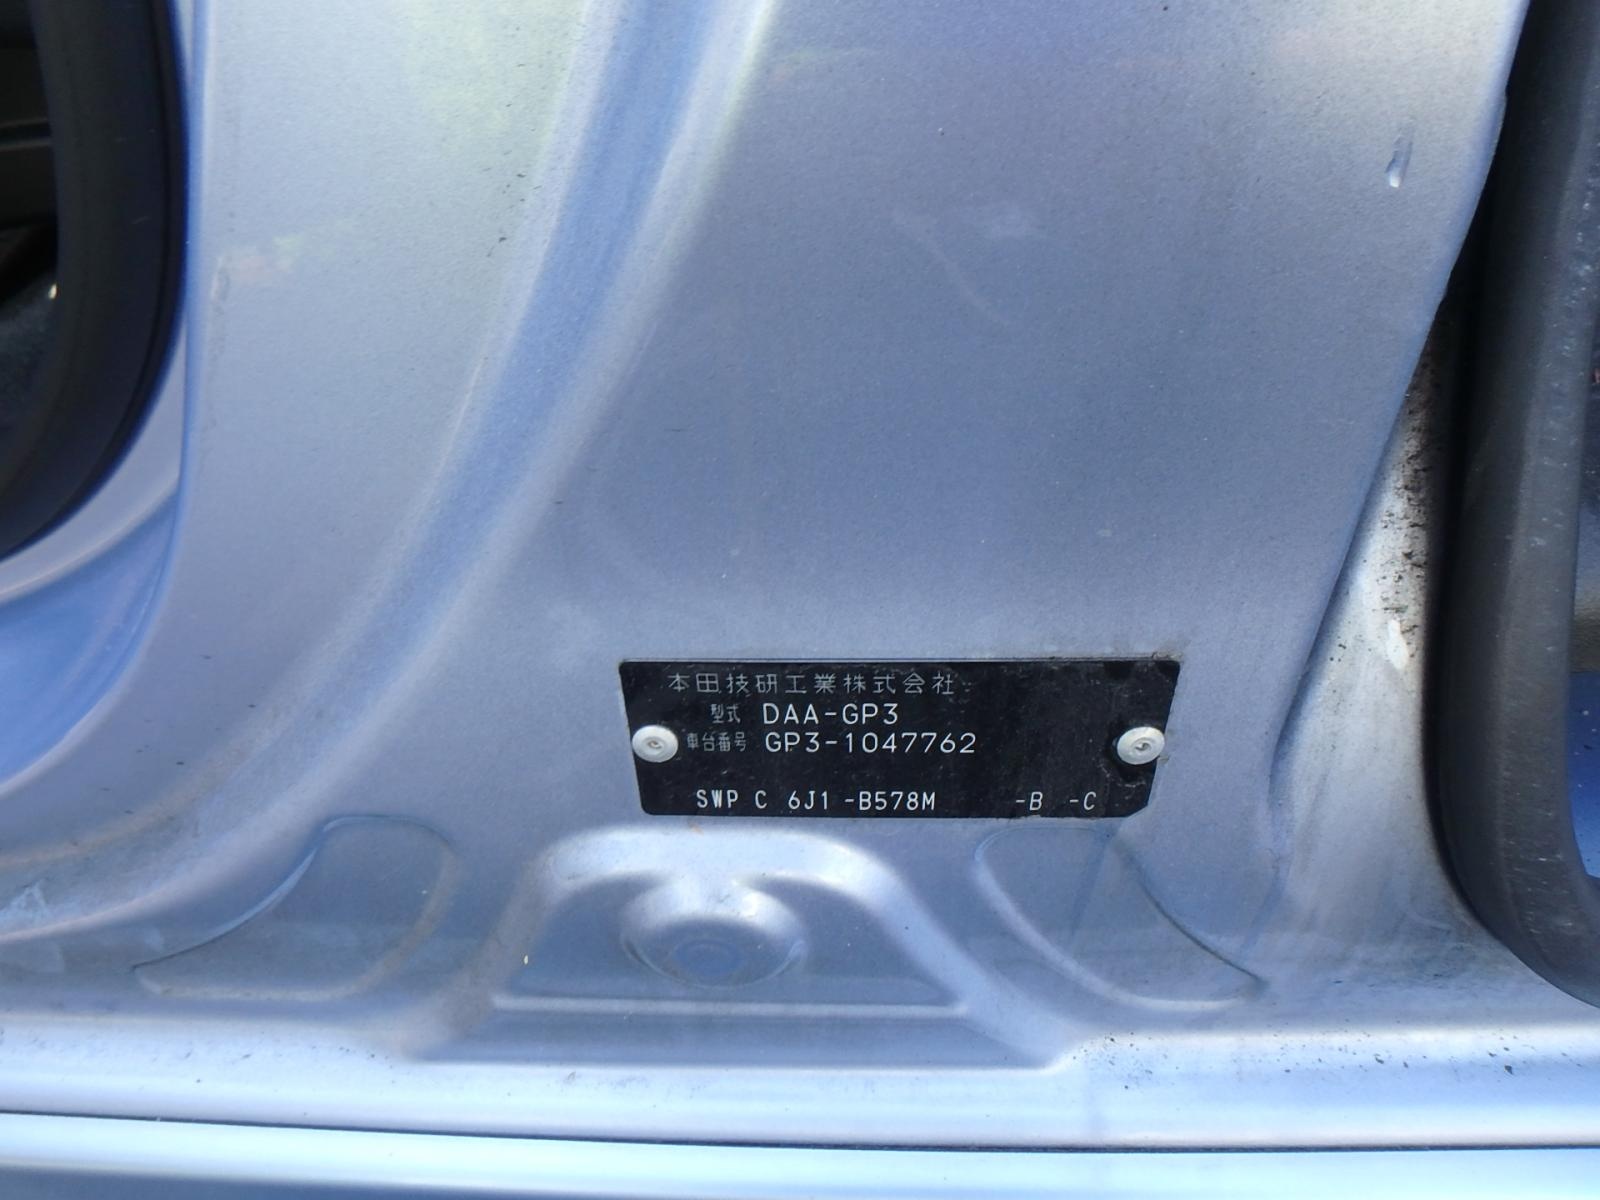 本田技研工業株式会社
型式 DAA-GP3
車台番号 GP3-1047762
SWP C 6J1 -B578M -B -C